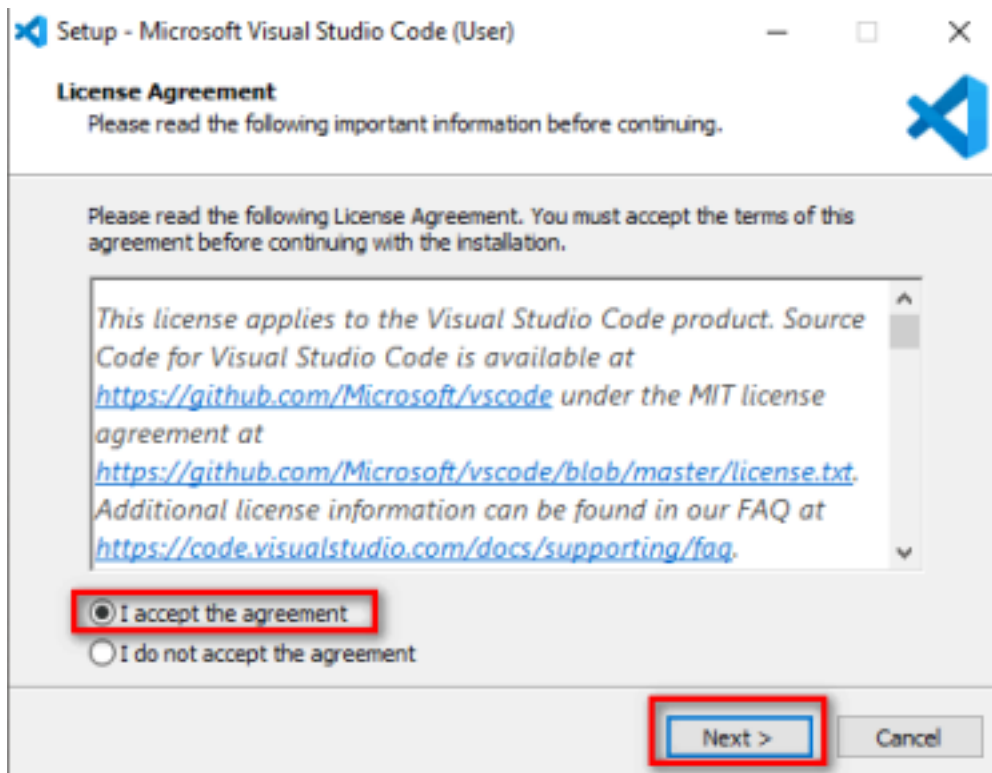 Setup - Microsoft Visual Studio Code (User)
License Agreement
Please read the following important information before continuing.
Please read the following License Agreement. You must accept the terms of this
agreement before continuing with the installation.
This license applies to the Visual Studio Code product. Source
Code for Visual Studio Code is available at
https://github.com/Microsoft/vscode under the MIT license
agreement at
https://github.com/Microsoft/vscode/blob/master/license.txt.
Additional license information can be found in our FAQ at
https://code.visualstudio.com/docs/supporting/faq.
I accept the agreement
I do not accept the agreement
Next >
Cancel